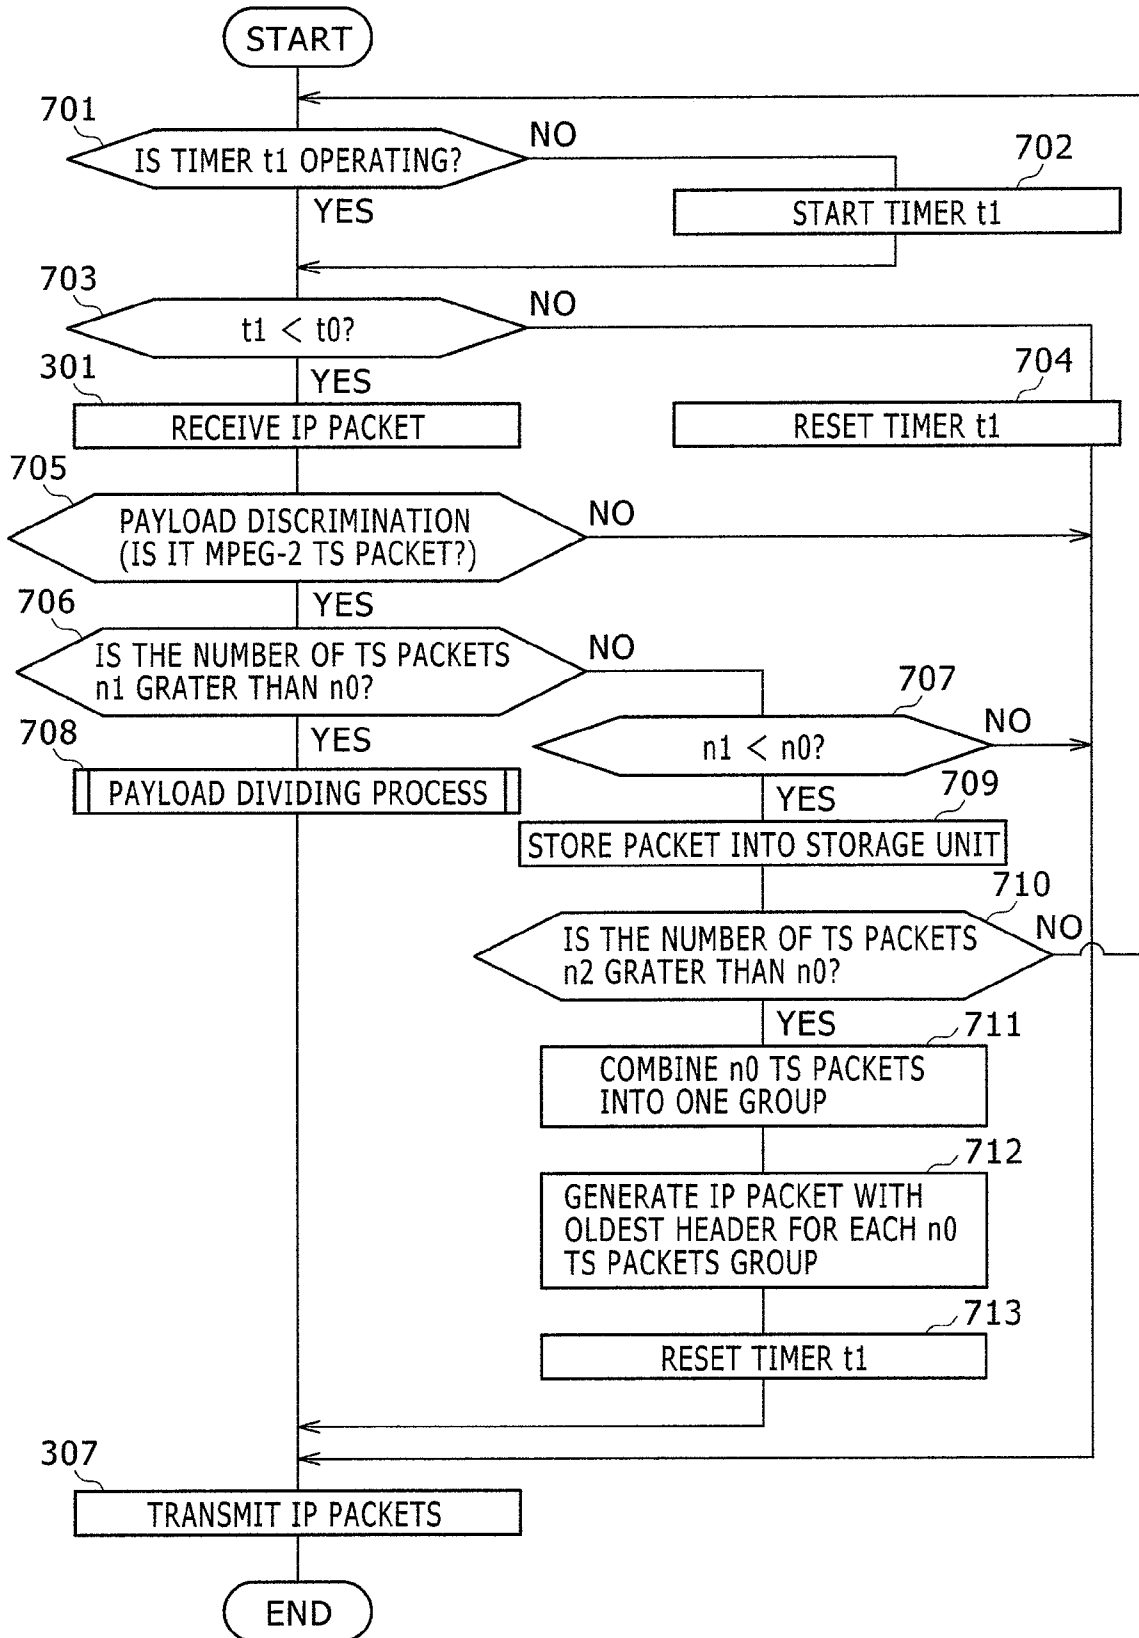 START
701
IS TIMER t1 OPERATING?
NO
YES
702
START TIMER t1
703
t1 < t0?
NO
YES
301
RECEIVE IP PACKET
704
RESET TIMER t1
705
PAYLOAD DISCRIMINATION
(IS IT MPEG-2 TS PACKET?)
NO
YES
706
IS THE NUMBER OF TS PACKETS
n1 GRATER THAN n0?
NO
YES
707
n1 < n0?
NO
YES
708
PAYLOAD DIVIDING PROCESS
709
STORE PACKET INTO STORAGE UNIT
710
IS THE NUMBER OF TS PACKETS
n2 GRATER THAN n0?
NO
YES
711
COMBINE n0 TS PACKETS
INTO ONE GROUP
712
GENERATE IP PACKET WITH
OLDEST HEADER FOR EACH n0
TS PACKETS GROUP
713
RESET TIMER t1
307
TRANSMIT IP PACKETS
END